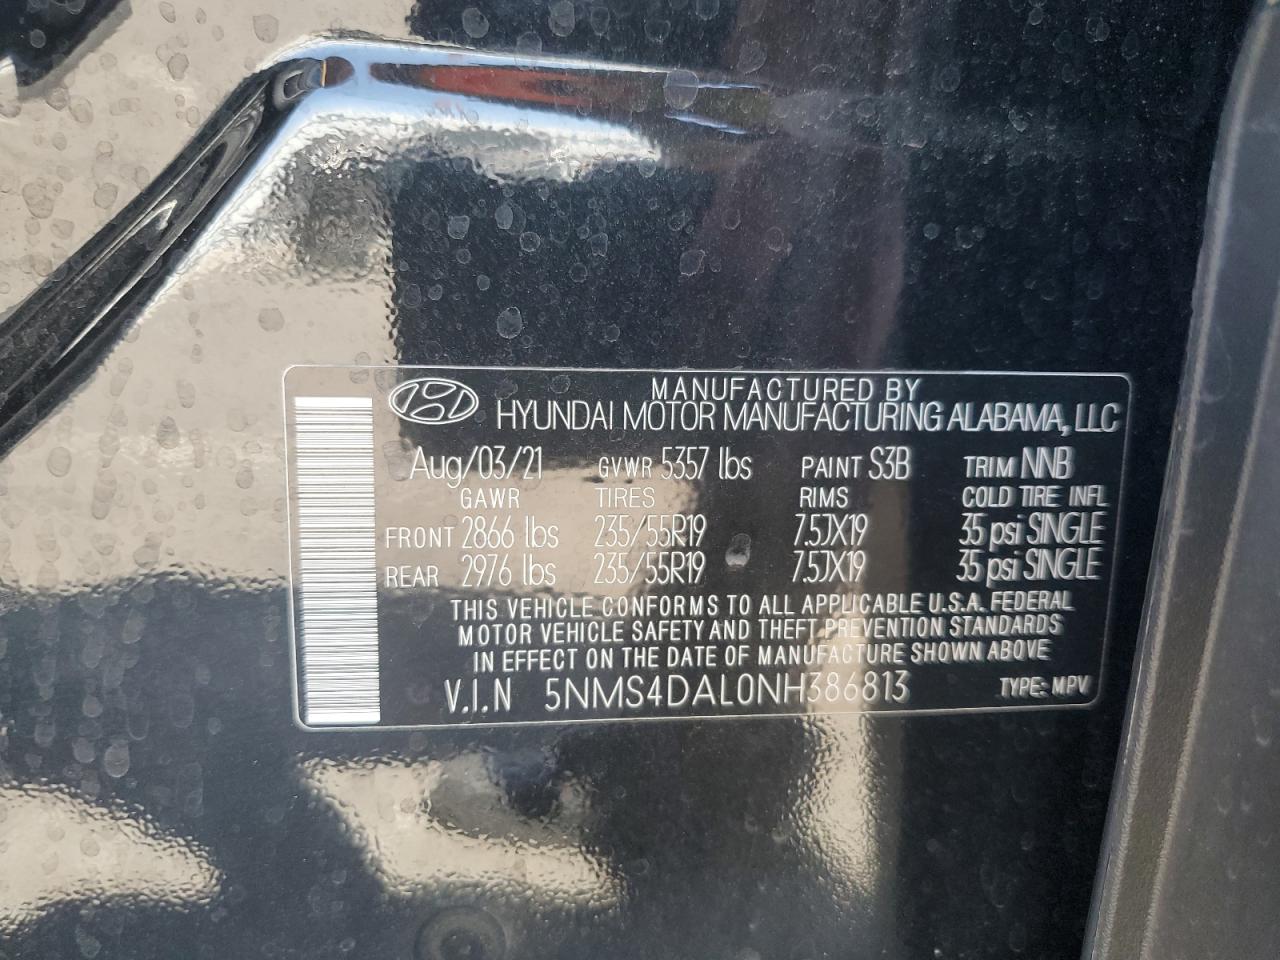 MANUFACTURED BY
HYUNDAI MOTOR MANUFACTURING ALABAMA, LLC
Aug/03/21 GVWR 5357 lbs PAINT S3B TRIM NNB
GAWR TIRES RIMS COLD TIRE INFL
FRONT 2866 lbs 235/55R19 7.5JX19 35 psi SINGLE
REAR 2976 lbs 235/55R19 7.5JX19 35 psi SINGLE
THIS VEHICLE CONFORMS TO ALL APPLICABLE U.S.A. FEDERAL
MOTOR VEHICLE SAFETY AND THEFT PREVENTION STANDARDS
IN EFFECT ON THE DATE OF MANUFACTURE SHOWN ABOVE
V.I.N 5NMS4DAL0NH386813 TYPE: MPV